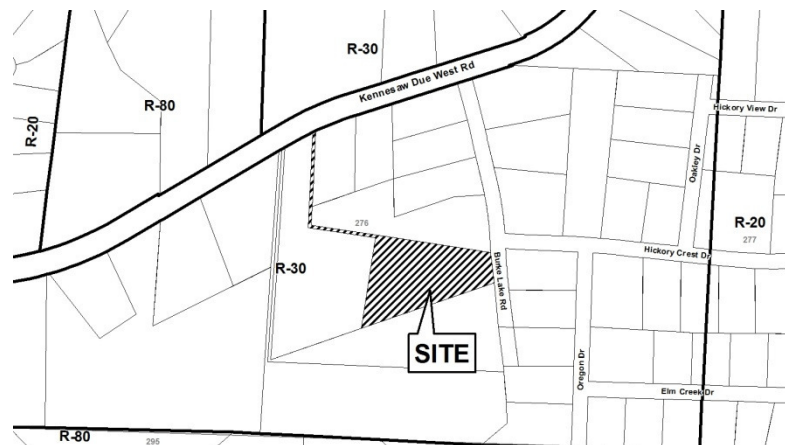 R-30
Kennesaw Due West Rd
R-80
R-20
Hickory View Dr
Oakley Dr
R-20
277
276
Hickory Crest Dr
Burke Lake Rd
R-30
SITE
Oregon Dr
Elm Creek Dr
R-80
295